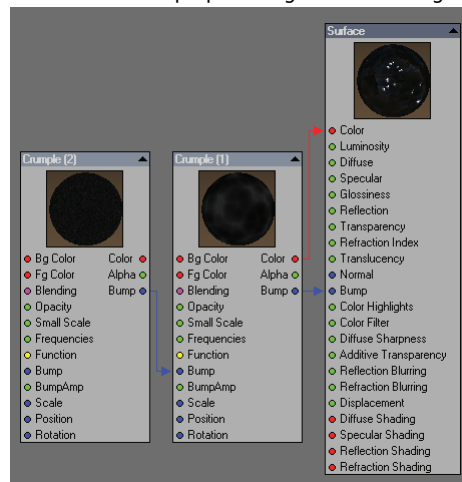 Crumple (2)
Bg Color Color
Fg Color Alpha
Blending Bump
Opacity
Small Scale
Frequencies
Function
Bump
BumpAmp
Scale
Position
Rotation
Crumple (1)
Bg Color Color
Fg Color Alpha
Blending Bump
Opacity
Small Scale
Frequencies
Function
Bump
BumpAmp
Scale
Position
Rotation
Surface
Color
Luminosity
Diffuse
Specular
Glossiness
Reflection
Transparency
Refraction Index
Translucency
Normal
Bump
Color Highlights
Color Filter
Diffuse Sharpness
Additive Transparency
Reflection Blurring
Refraction Blurring
Displacement
Diffuse Shading
Specular Shading
Reflection Shading
Refraction Shading